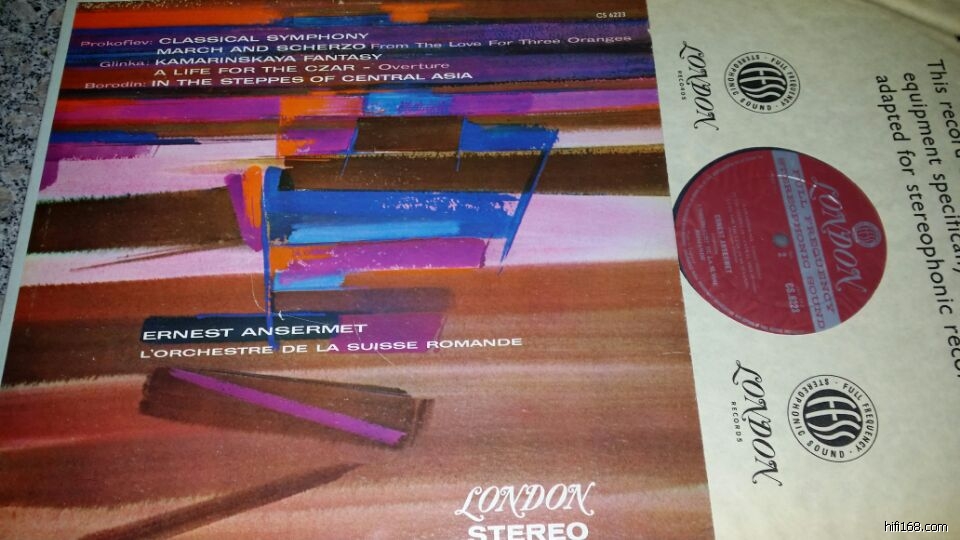 CS 6223
Prokofiev: CLASSICAL SYMPHONY
MARCH AND SCHERZO From The Love For Three Oranges
Glinka: KAMARINSKAYA FANTASY
A LIFE FOR THE CZAR - Overture
Borodin: IN THE STEPPES OF CENTRAL ASIA
ERNEST ANSERMET
L'ORCHESTRE DE LA SUISSE ROMANDE
LONDON
STEREO
LONDON
RECORDS
FULL FREQUENCY
STEREOPHONIC SOUND
FFSS
This record
equipment specifically
adapted for stereophonic
LONDON
FULL FREQUENCY
STEREOPHONIC SOUND
ERNEST ANSERMET
2
CS 6223
LONDON
RECORDS
FULL FREQUENCY
STEREOPHONIC SOUND
FFSS
hifi168.com